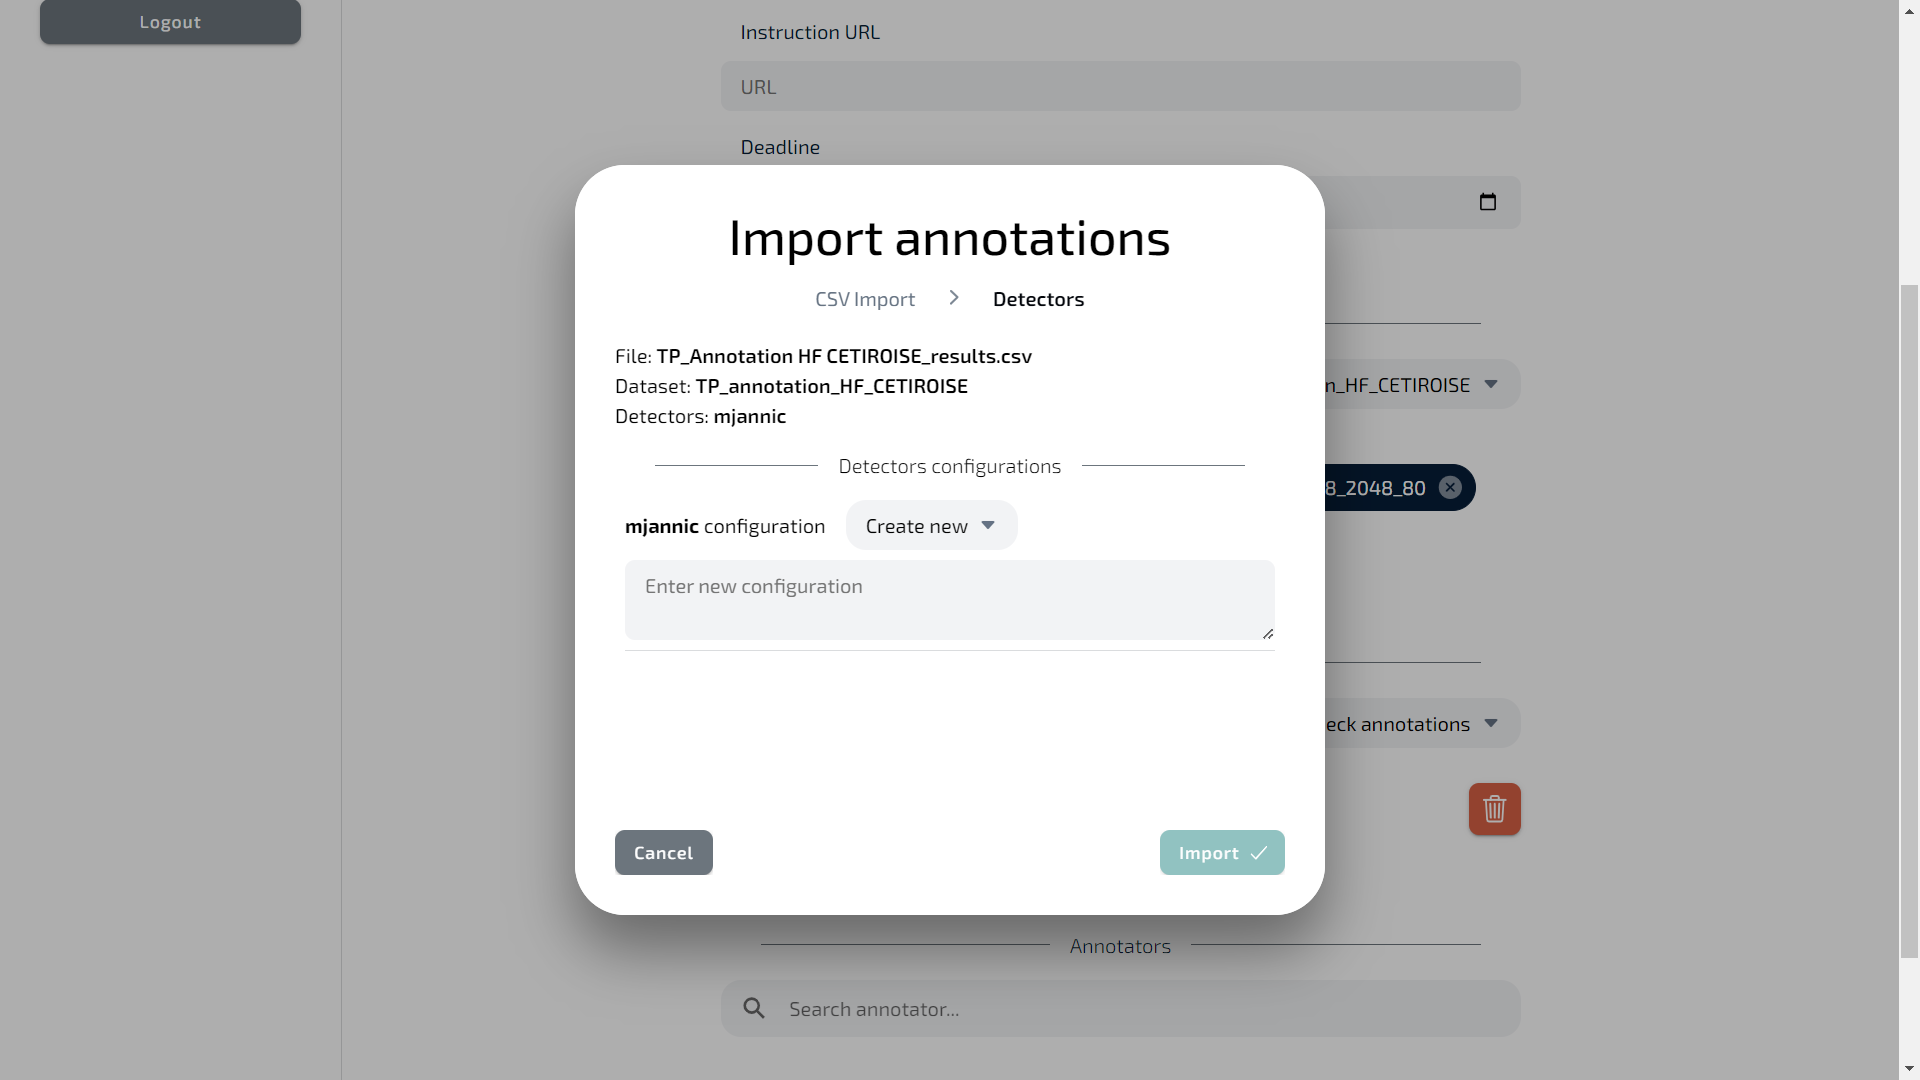 Logout
Instruction URL
URL
Deadline
Import annotations
CSV Import
Detectors
File: TP_Annotation HF CETIROISE_results.csv
Dataset: TP_annotation_HF_CETIROISE
Detectors: mjannic
n_HF_CETIROISE
Detectors configurations
8_2048_80
mjannic configuration
Create new
Enter new configuration
eck annotations
Cancel
Import
Annotators
Search annotator...